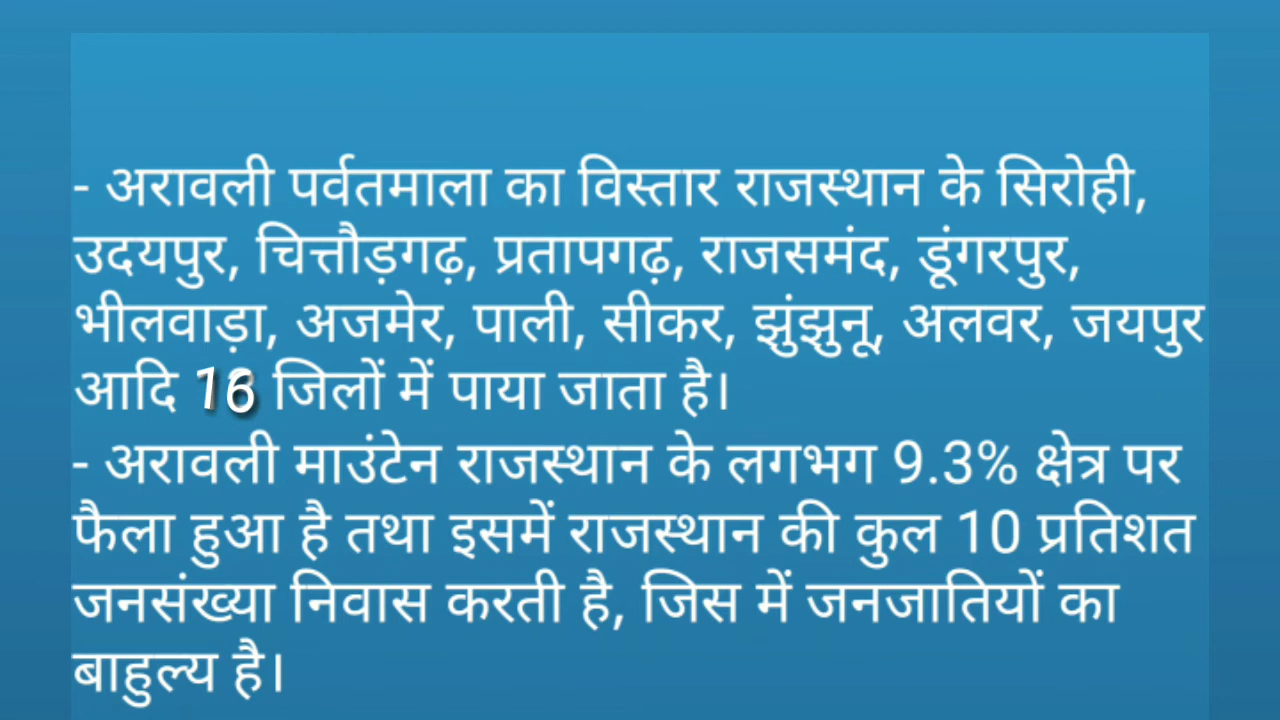 - अरावली पर्वतमाला का विस्तार राजस्थान के सिरोही,
उदयपुर, चित्तौड़गढ़, प्रतापगढ़, राजसमंद, डूंगरपुर,
भीलवाड़ा, अजमेर, पाली, सीकर, झुंझुनू, अलवर, जयपुर
आदि 16 जिलों में पाया जाता है।
- अरावली माउंटेन राजस्थान के लगभग 9.3% क्षेत्र पर
फैला हुआ है तथा इसमें राजस्थान की कुल 10 प्रतिशत
जनसंख्या निवास करती है, जिस में जनजातियों का
बाहुल्य है।